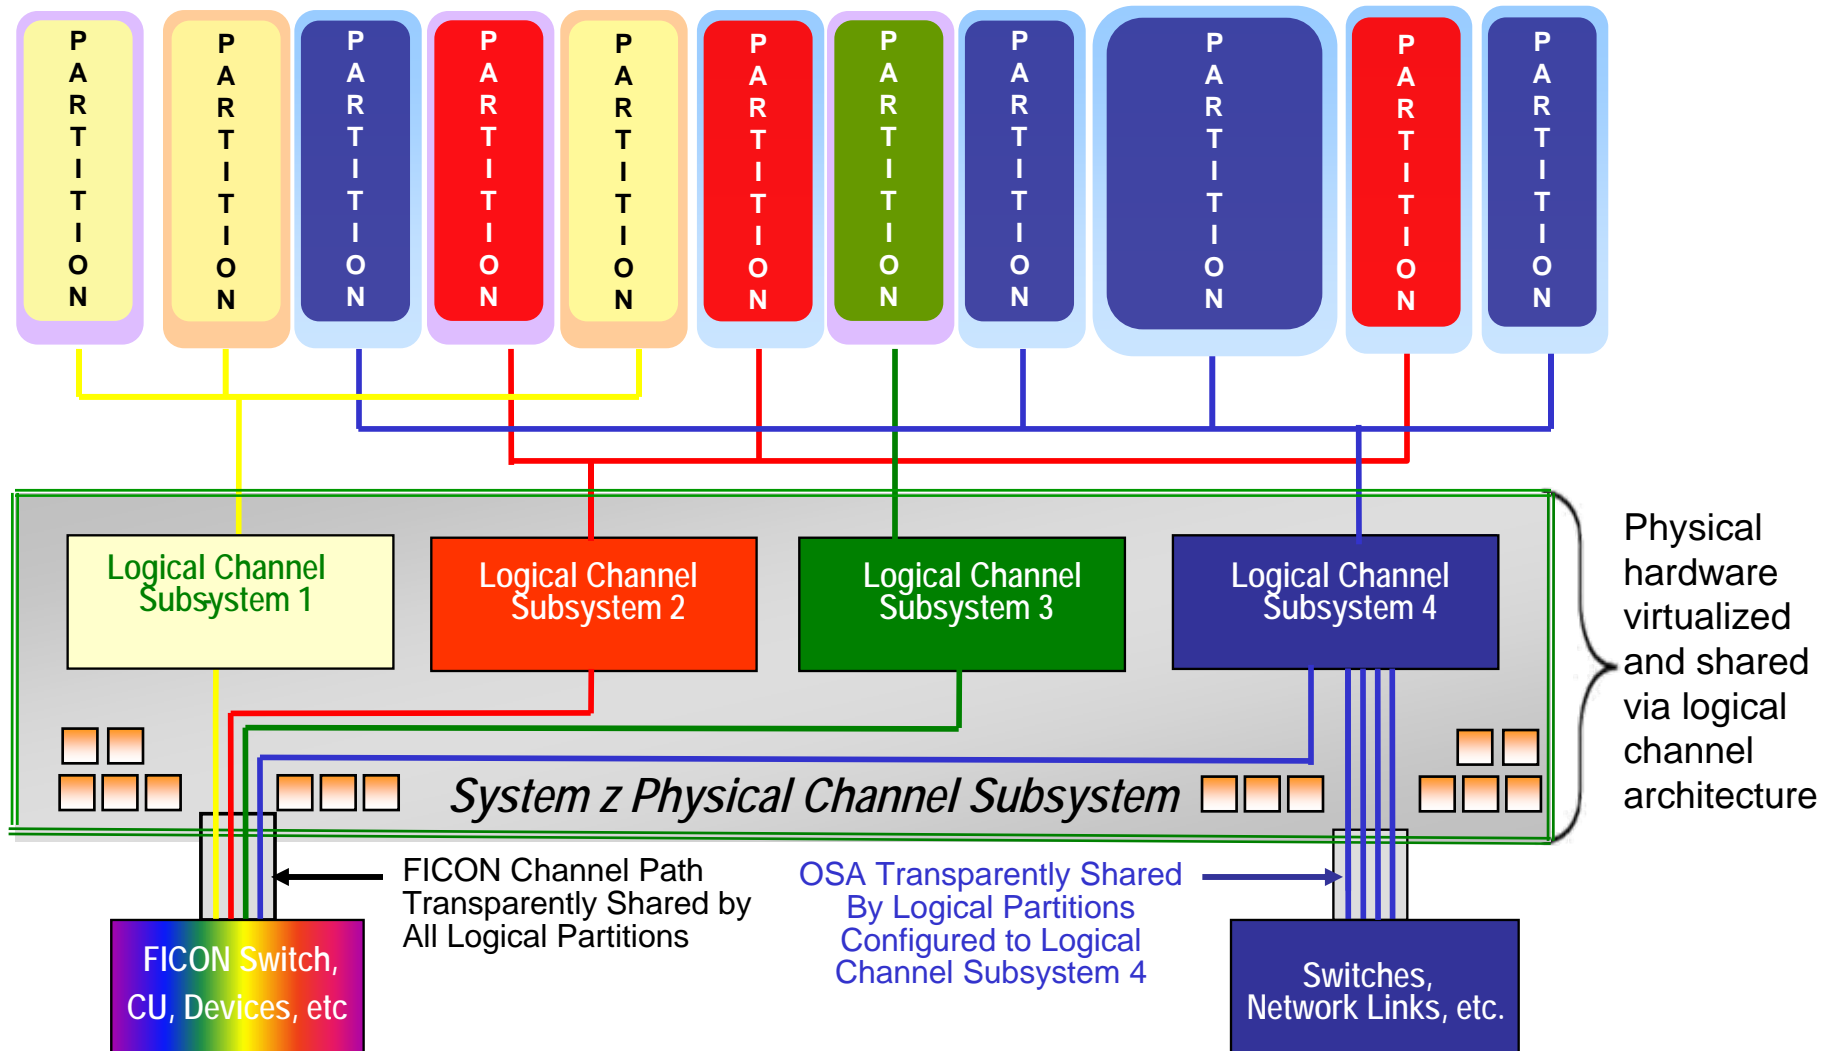 PARTITION
PARTITION
PARTITION
PARTITION
PARTITION
PARTITION
PARTITION
PARTITION
PARTITION
PARTITION
PARTITION
Logical Channel
Subsystem 1
Logical Channel
Subsystem 2
Logical Channel
Subsystem 3
Logical Channel
Subsystem 4
Physical
hardware
virtualized
and shared
via logical
channel
architecture
System z Physical Channel Subsystem
FICON Channel Path
Transparently Shared by
All Logical Partitions
OSA Transparently Shared
By Logical Partitions
Configured to Logical
Channel Subsystem 4
FICON Switch,
CU, Devices, etc
Switches,
Network Links, etc.